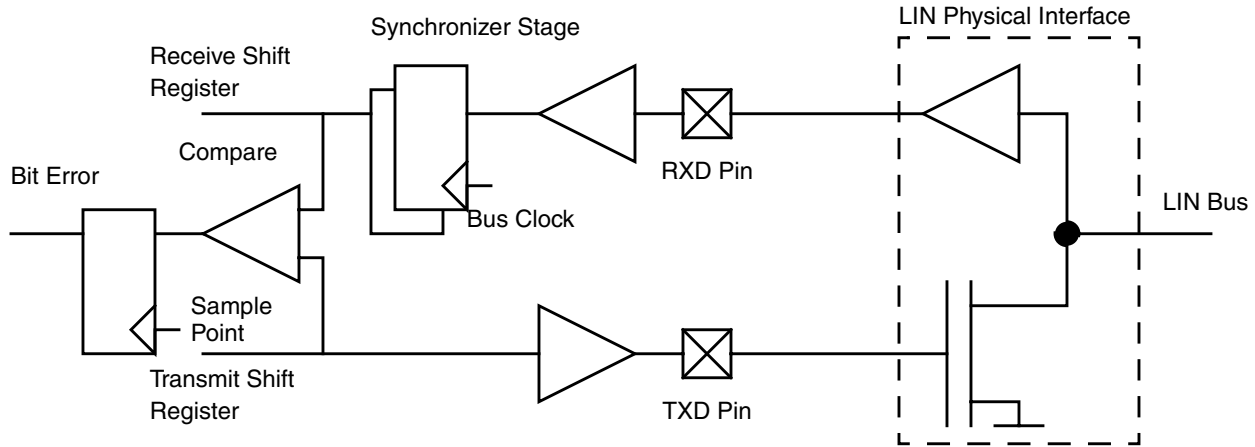 LIN Physical Interface
Synchronizer Stage
Receive Shift
Register
Compare
RXD Pin
Bit Error
Bus Clock
LIN Bus
Sample
Point
Transmit Shift
Register
TXD Pin